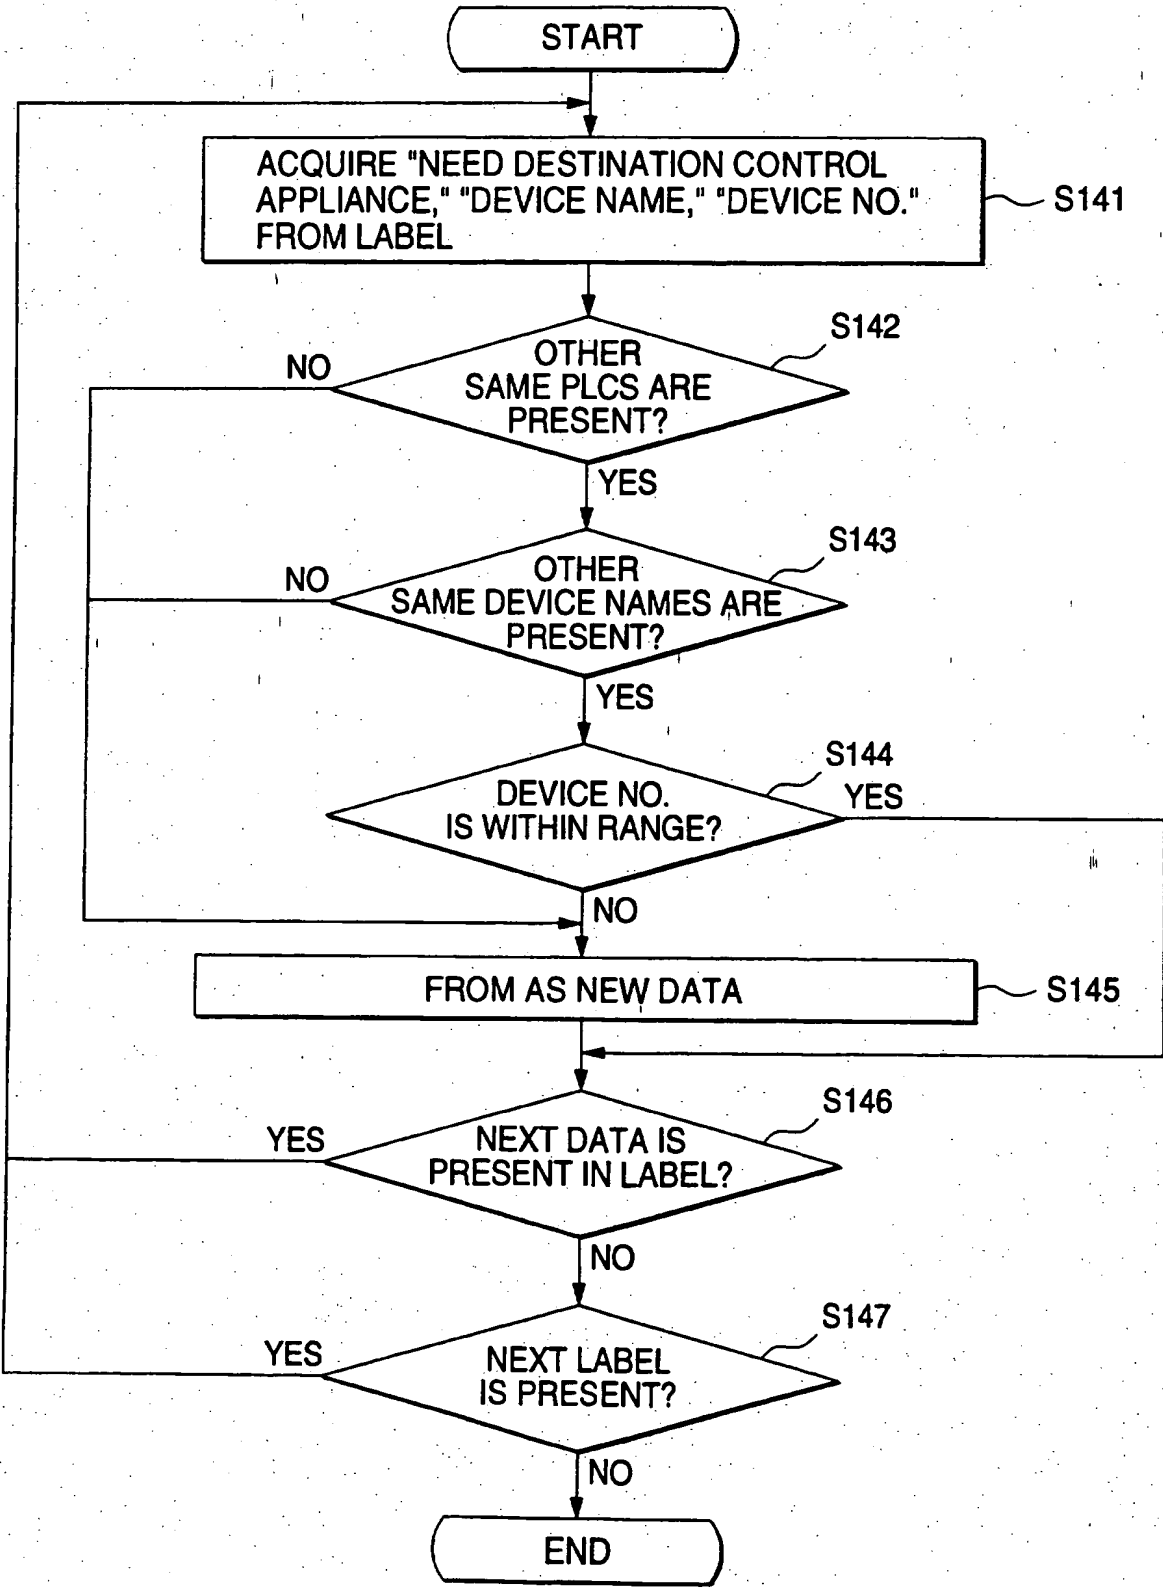 START
ACQUIRE "NEED DESTINATION CONTROL
APPLIANCE," "DEVICE NAME," "DEVICE NO."
FROM LABEL
S141
S142
OTHER
SAME PLCS ARE
PRESENT?
NO
YES
S143
OTHER
SAME DEVICE NAMES ARE
PRESENT?
NO
YES
S144
DEVICE NO.
IS WITHIN RANGE?
YES
NO
FROM AS NEW DATA
S145
S146
NEXT DATA IS
PRESENT IN LABEL?
YES
NO
S147
NEXT LABEL
IS PRESENT?
YES
NO
END